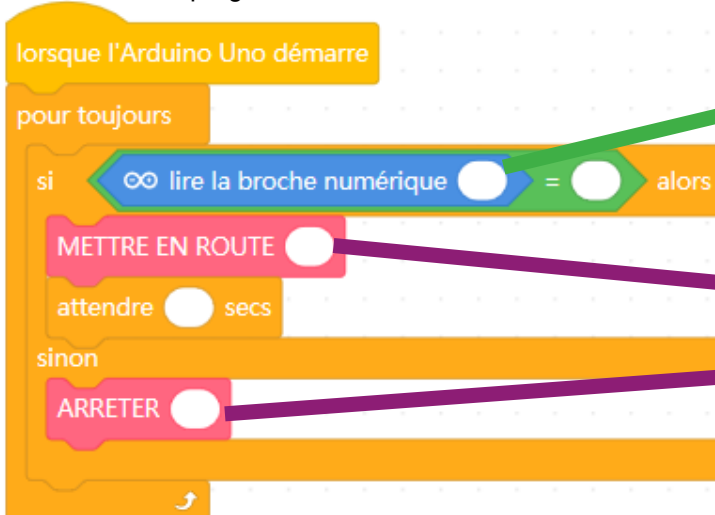 lorsque l'Arduino Uno démarre
pour toujours
si lire la broche numérique = alors
METTRE EN ROUTE
attendre secs
sinon
ARRETER